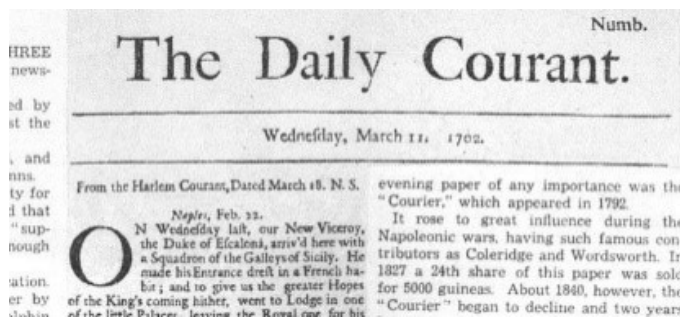 Numb.
The Daily Courant.
Wedneſday, March 11, 1702.
HREE
news-
ed by
st the
and
nns.
ty for
d that
"sup-
nough
ation.
er by
From the Harlem Courant, Dated March 18. N. S.
Naples, Feb. 22.
ON Wedneſday laſt, our New Viceroy,
the Duke of Eſcalona, arriv'd here with
a Squadron of the Galleys of Sicily. He
made his Entrance dreſt in a French ha-
bit; and to give us the greater Hopes
of the King's coming hither, went to Lodge in one
of the little Palaces, leaving the Royal one for his
evening paper of any importance was the
"Courier," which appeared in 1792.
It rose to great influence during the
Napoleonic wars, having such famous con
tributors as Coleridge and Wordsworth. In
1827 a 24th share of this paper was sold
for 5000 guineas. About 1840, however, the
"Courier" began to decline and two years